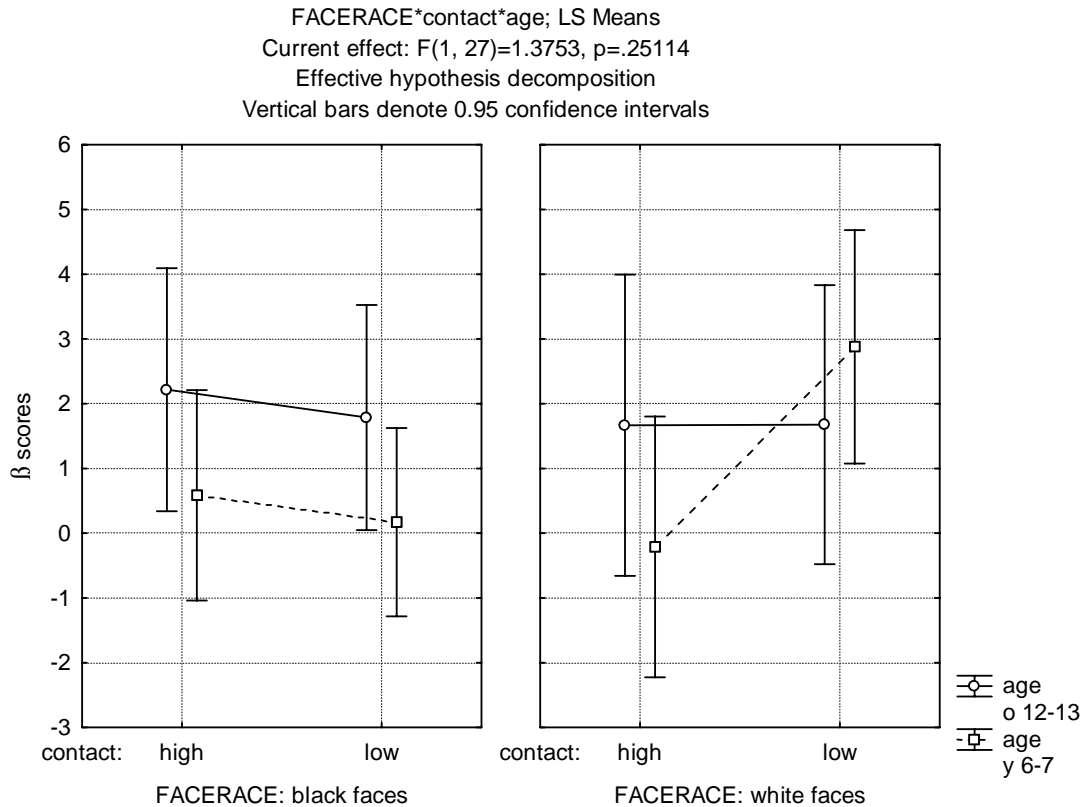 FACERACE*contact*age; LS Means
Current effect: F(1, 27)=1.3753, p=.25114
Effective hypothesis decomposition
Vertical bars denote 0.95 confidence intervals
ß scores
6
5
4
3
2
1
0
-1
-2
-3
contact: high low
FACERACE: black faces
contact: high low
FACERACE: white faces
age
o 12-13
age
y 6-7